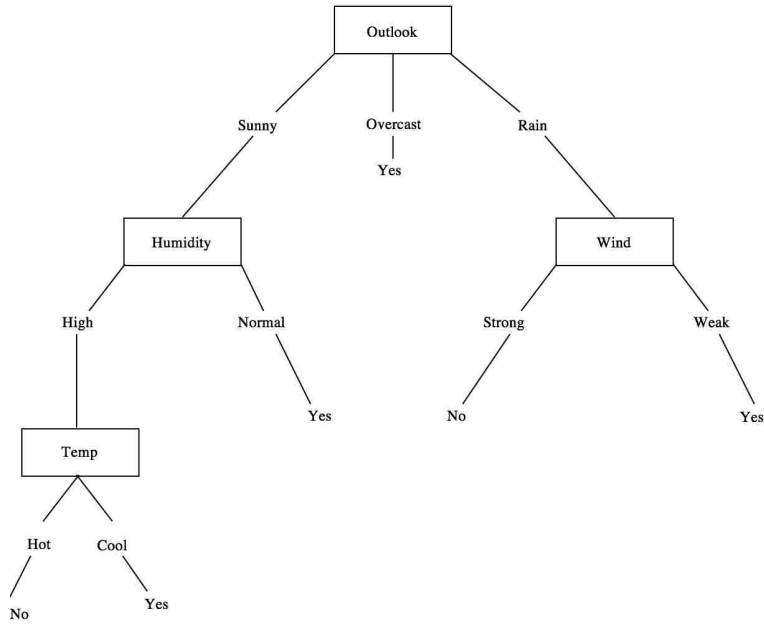 Outlook
Sunny
Overcast
Rain
Yes
Humidity
Wind
High
Normal
Strong
Weak
Yes
No
Yes
Temp
Hot
Cool
No
Yes